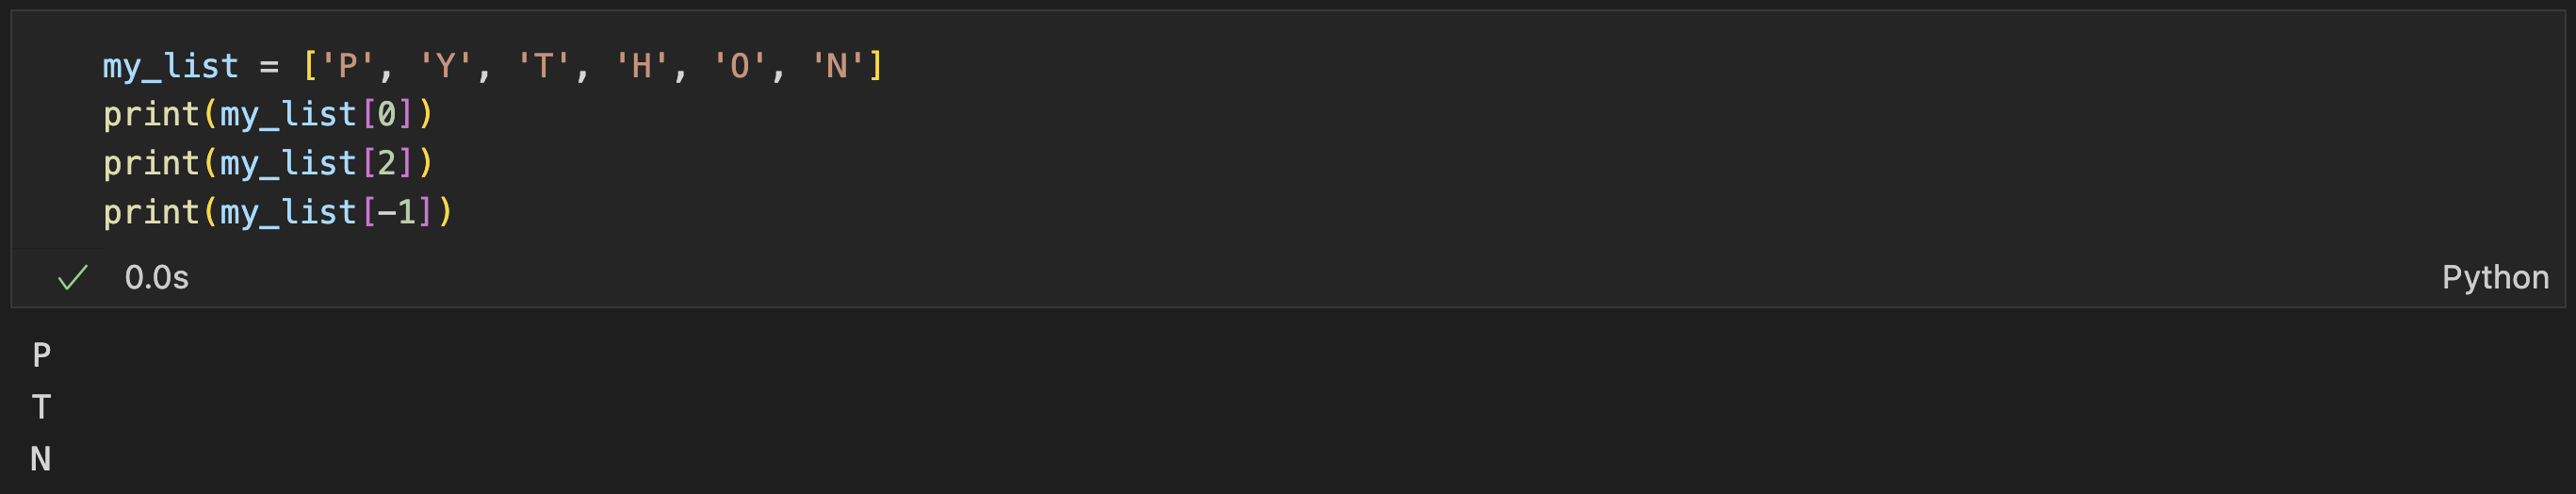 my_list = ['P', 'Y', 'T', 'H', 'O', 'N']
print(my_list[0])
print(my_list[2])
print(my_list[-1])
0.0s
Python
P
T
N